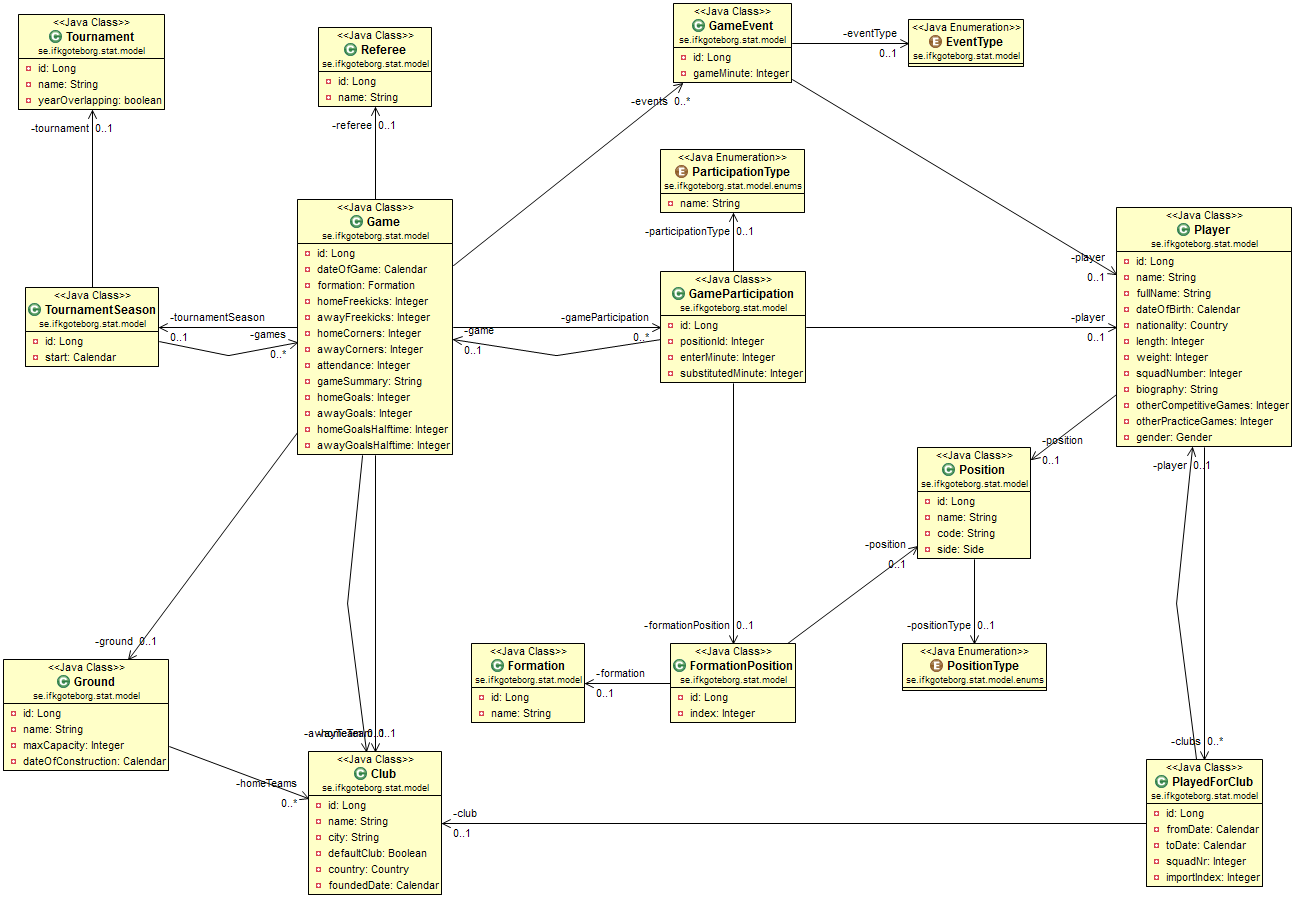 <<Java Class>>
Tournament
se.ifkgoteborg.stat.model
id: Long
name: String
yearOverlapping: boolean
-tournament 0..1
<<Java Class>>
Referee
se.ifkgoteborg.stat.model
id: Long
name: String
-referee 0..1
<<Java Class>>
GameEvent
se.ifkgoteborg.stat.model
id: Long
gameMinute: Integer
-events 0..*
-eventType
0..1
<<Java Enumeration>>
EventType
se.ifkgoteborg.stat.model
<<Java Enumeration>>
ParticipationType
se.ifkgoteborg.stat.model.enums
name: String
-participationType 0..1
<<Java Class>>
Game
se.ifkgoteborg.stat.model
id: Long
dateOfGame: Calendar
formation: Formation
homeFreekicks: Integer
awayFreekicks: Integer
homeCorners: Integer
awayCorners: Integer
attendance: Integer
gameSummary: String
homeGoals: Integer
awayGoals: Integer
homeGoalsHalftime: Integer
awayGoalsHalftime: Integer
<<Java Class>>
TournamentSeason
se.ifkgoteborg.stat.model
id: Long
start: Calendar
-tournamentSeason
0..1
-games
0..*
-gameParticipation
0..*
-game
0..1
<<Java Class>>
GameParticipation
se.ifkgoteborg.stat.model
id: Long
positionId: Integer
enterMinute: Integer
substitutedMinute: Integer
-player
0..1
-player
0..1
<<Java Class>>
Player
se.ifkgoteborg.stat.model
id: Long
name: String
fullName: String
dateOfBirth: Calendar
nationality: Country
length: Integer
weight: Integer
squadNumber: Integer
biography: String
otherCompetitiveGames: Integer
otherPracticeGames: Integer
gender: Gender
-position
0..1
-player 0..1
<<Java Class>>
Position
se.ifkgoteborg.stat.model
id: Long
name: String
code: String
side: Side
-position
0..1
-positionType 0..1
<<Java Enumeration>>
PositionType
se.ifkgoteborg.stat.model.enums
-formationPosition 0..1
<<Java Class>>
FormationPosition
se.ifkgoteborg.stat.model
id: Long
index: Integer
-formation
0..1
<<Java Class>>
Formation
se.ifkgoteborg.stat.model
id: Long
name: String
-ground 0..1
<<Java Class>>
Ground
se.ifkgoteborg.stat.model
id: Long
name: String
maxCapacity: Integer
dateOfConstruction: Calendar
-homeTeams
0..*
0..1
<<Java Class>>
Club
se.ifkgoteborg.stat.model
id: Long
name: String
city: String
defaultClub: Boolean
country: Country
foundedDate: Calendar
-club
0..1
-clubs 0..*
<<Java Class>>
PlayedForClub
se.ifkgoteborg.stat.model
id: Long
fromDate: Calendar
toDate: Calendar
squadNr: Integer
importIndex: Integer